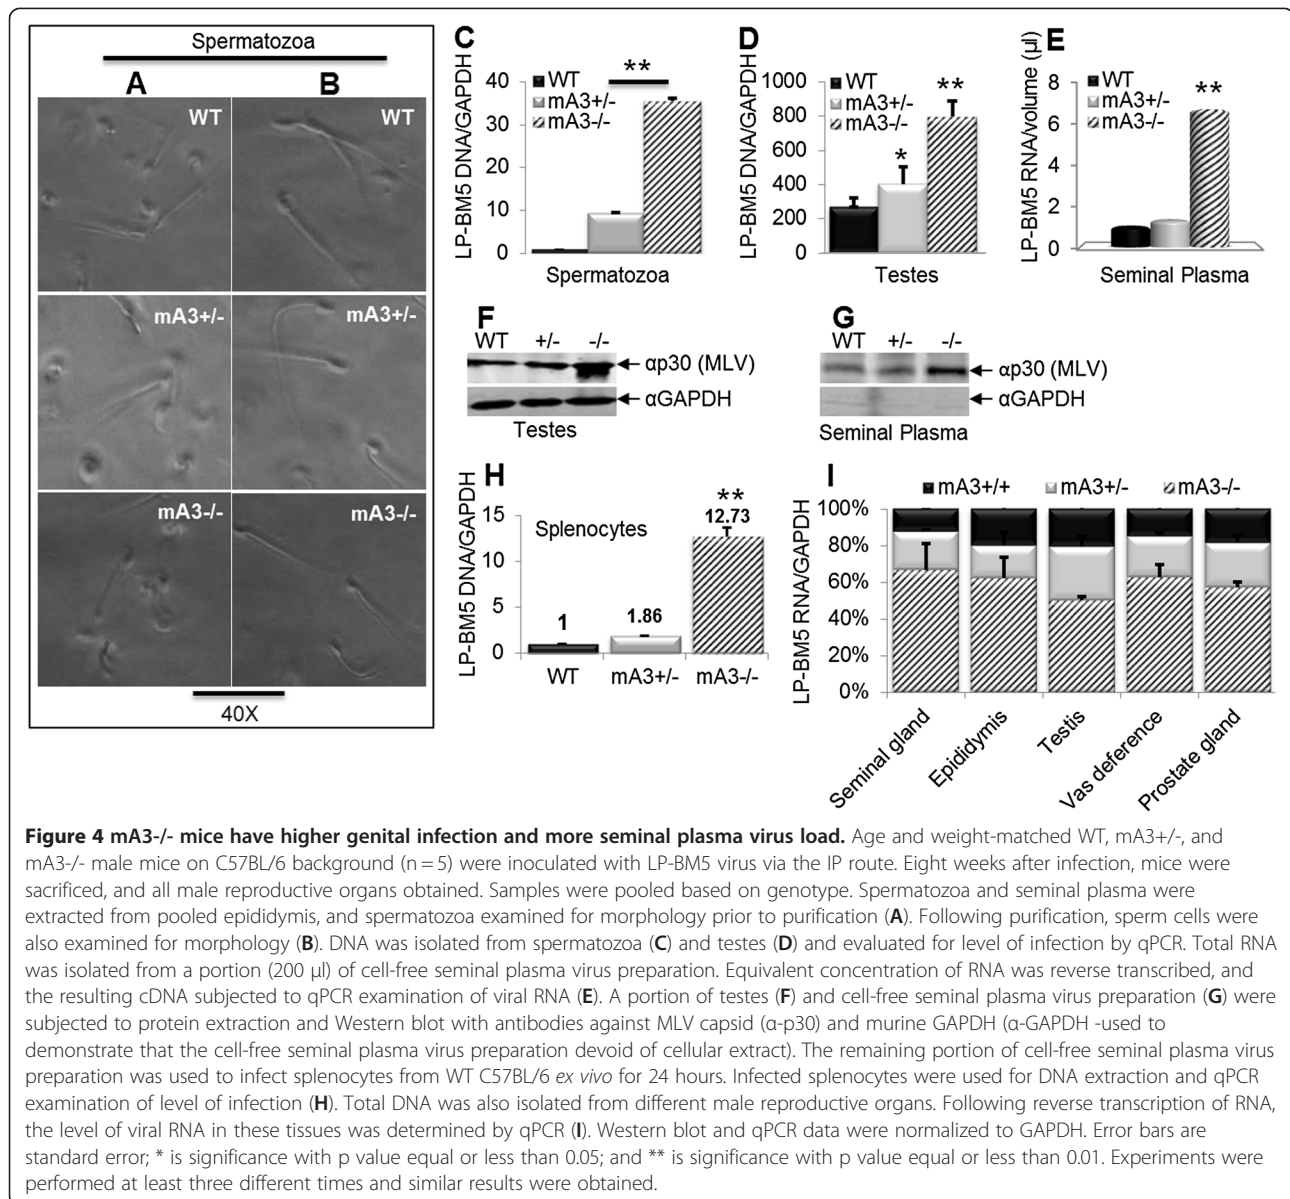 Spermatozoa
A B
WT WT
mA3+/- mA3+/-
mA3-/- mA3-/-
40X
C
LP-BM5 DNA/GAPDH
40
30
20
10
0
WT
mA3+/-
mA3-/-
**
Spermatozoa
D
LP-BM5 DNA/GAPDH
1000
800
600
400
200
0
WT
mA3+/-
mA3-/-
*
**
Testes
E
LP-BM5 RNA/volume (µl)
8
6
4
2
0
WT
mA3+/-
mA3-/-
**
Seminal Plasma
F
WT +/- -/-
αp30 (MLV)
αGAPDH
Testes
G
WT +/- -/-
αp30 (MLV)
αGAPDH
Seminal Plasma
H
LP-BM5 DNA/GAPDH
15
10
5
0
Splenocytes
1
1.86
**
12.73
WT mA3+/- mA3-/-
I
mA3+/+ mA3+/- mA3-/-
LP-BM5 RNA/GAPDH
100%
80%
60%
40%
20%
0%
Seminal gland
Epididymis
Testis
Vas deference
Prostate gland
Figure 4 mA3-/- mice have higher genital infection and more seminal plasma virus load. Age and weight-matched WT, mA3+/-, and
mA3-/- male mice on C57BL/6 background (n = 5) were inoculated with LP-BM5 virus via the IP route. Eight weeks after infection, mice were
sacrificed, and all male reproductive organs obtained. Samples were pooled based on genotype. Spermatozoa and seminal plasma were
extracted from pooled epididymis, and spermatozoa examined for morphology prior to purification (A). Following purification, sperm cells were
also examined for morphology (B). DNA was isolated from spermatozoa (C) and testes (D) and evaluated for level of infection by qPCR. Total RNA
was isolated from a portion (200 µl) of cell-free seminal plasma virus preparation. Equivalent concentration of RNA was reverse transcribed, and
the resulting cDNA subjected to qPCR examination of viral RNA (E). A portion of testes (F) and cell-free seminal plasma virus preparation (G) were
subjected to protein extraction and Western blot with antibodies against MLV capsid (α-p30) and murine GAPDH (α-GAPDH -used to
demonstrate that the cell-free seminal plasma virus preparation devoid of cellular extract). The remaining portion of cell-free seminal plasma virus
preparation was used to infect splenocytes from WT C57BL/6 ex vivo for 24 hours. Infected splenocytes were used for DNA extraction and qPCR
examination of level of infection (H). Total DNA was also isolated from different male reproductive organs. Following reverse transcription of RNA,
the level of viral RNA in these tissues was determined by qPCR (I). Western blot and qPCR data were normalized to GAPDH. Error bars are
standard error; * is significance with p value equal or less than 0.05; and ** is significance with p value equal or less than 0.01. Experiments were
performed at least three different times and similar results were obtained.